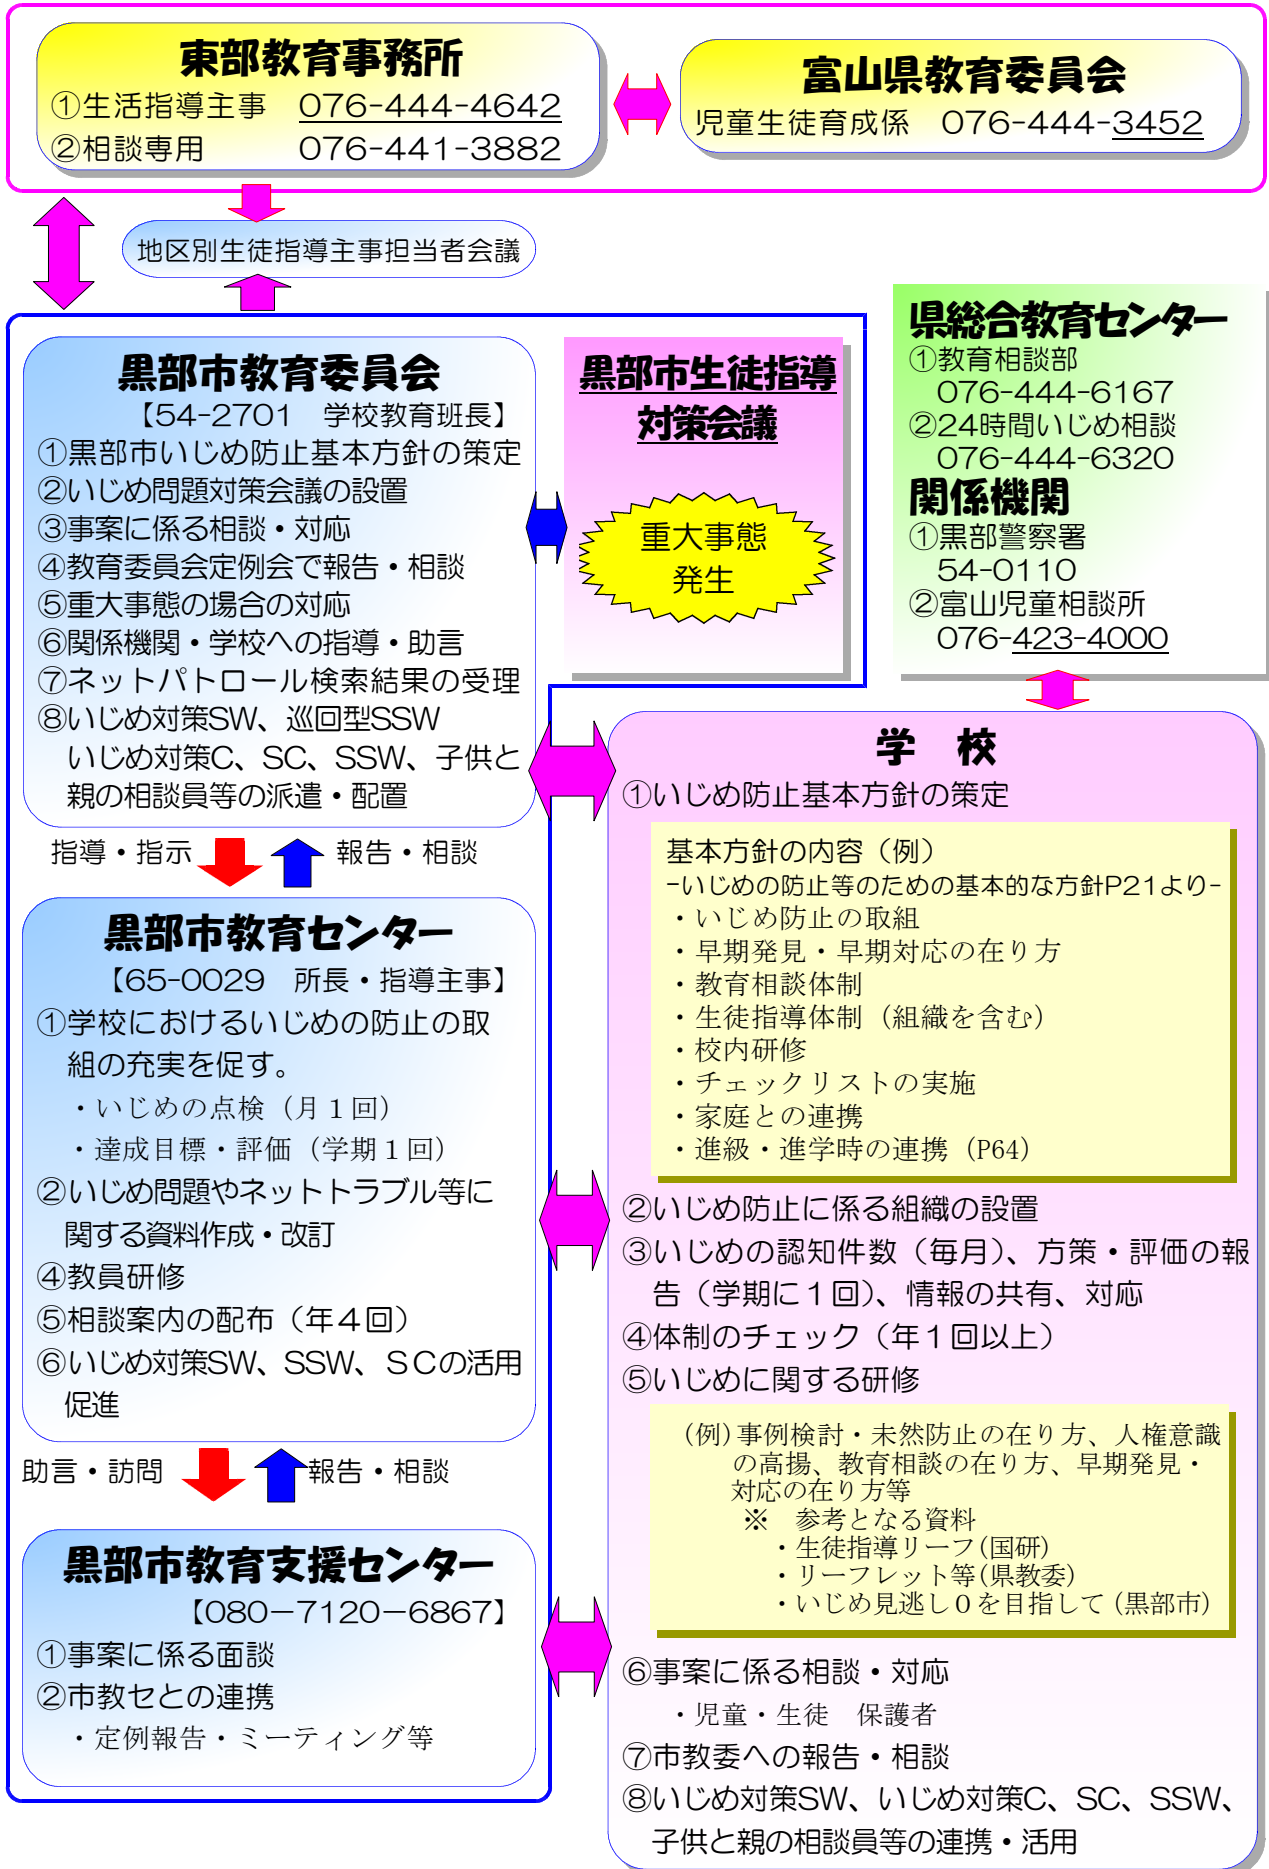 東部教育事務所
①生活指導主事　076-444-4642
②相談専用　076-441-3882
富山県教育委員会
児童生徒育成係　076-444-3452
地区別生徒指導主事担当者会議
黒部市教育委員会
【54-2701　学校教育班長】
①黒部市いじめ防止基本方針の策定
②いじめ問題対策会議の設置
③事案に係る相談・対応
④教育委員会定例会で報告・相談
⑤重大事態の場合の対応
⑥関係機関・学校への指導・助言
⑦ネットパトロール検索結果の受理
⑧いじめ対策SW、巡回型SSW
いじめ対策C、SC、SSW、子供と
親の相談員等の派遣・配置
黒部市生徒指導
対策会議
重大事態
発生
県総合教育センター
①教育相談部
076-444-6167
②24時間いじめ相談
076-444-6320
関係機関
①黒部警察署
54-0110
②富山児童相談所
076-423-4000
指導・指示
報告・相談
黒部市教育センター
【65-0029　所長・指導主事】
①学校におけるいじめの防止の取
組の充実を促す。
・いじめの点検（月１回）
・達成目標・評価（学期１回）
②いじめ問題やネットトラブル等に
関する資料作成・改訂
④教員研修
⑤相談案内の配布（年４回）
⑥いじめ対策SW、SSW、ＳＣの活用
促進
助言・訪問
報告・相談
黒部市教育支援センター
【080－7120－6867】
①事案に係る面談
②市教セとの連携
・定例報告・ミーティング等
学　校
①いじめ防止基本方針の策定
基本方針の内容（例）
-いじめの防止等のための基本的な方針P21より-
・いじめ防止の取組
・早期発見・早期対応の在り方
・教育相談体制
・生徒指導体制（組織を含む）
・校内研修
・チェックリストの実施
・家庭との連携
・進級・進学時の連携（P64）
②いじめ防止に係る組織の設置
③いじめの認知件数（毎月）、方策・評価の報
告（学期に１回）、情報の共有、対応
④体制のチェック（年１回以上）
⑤いじめに関する研修
（例）事例検討・未然防止の在り方、人権意識
の高揚、教育相談の在り方、早期発見・
対応の在り方等
※　参考となる資料
・生徒指導リーフ(国研)
・リーフレット等(県教委)
・いじめ見逃し０を目指して(黒部市)
⑥事案に係る相談・対応
・児童・生徒　保護者
⑦市教委への報告・相談
⑧いじめ対策SW、いじめ対策C、SC、SSW、
子供と親の相談員等の連携・活用